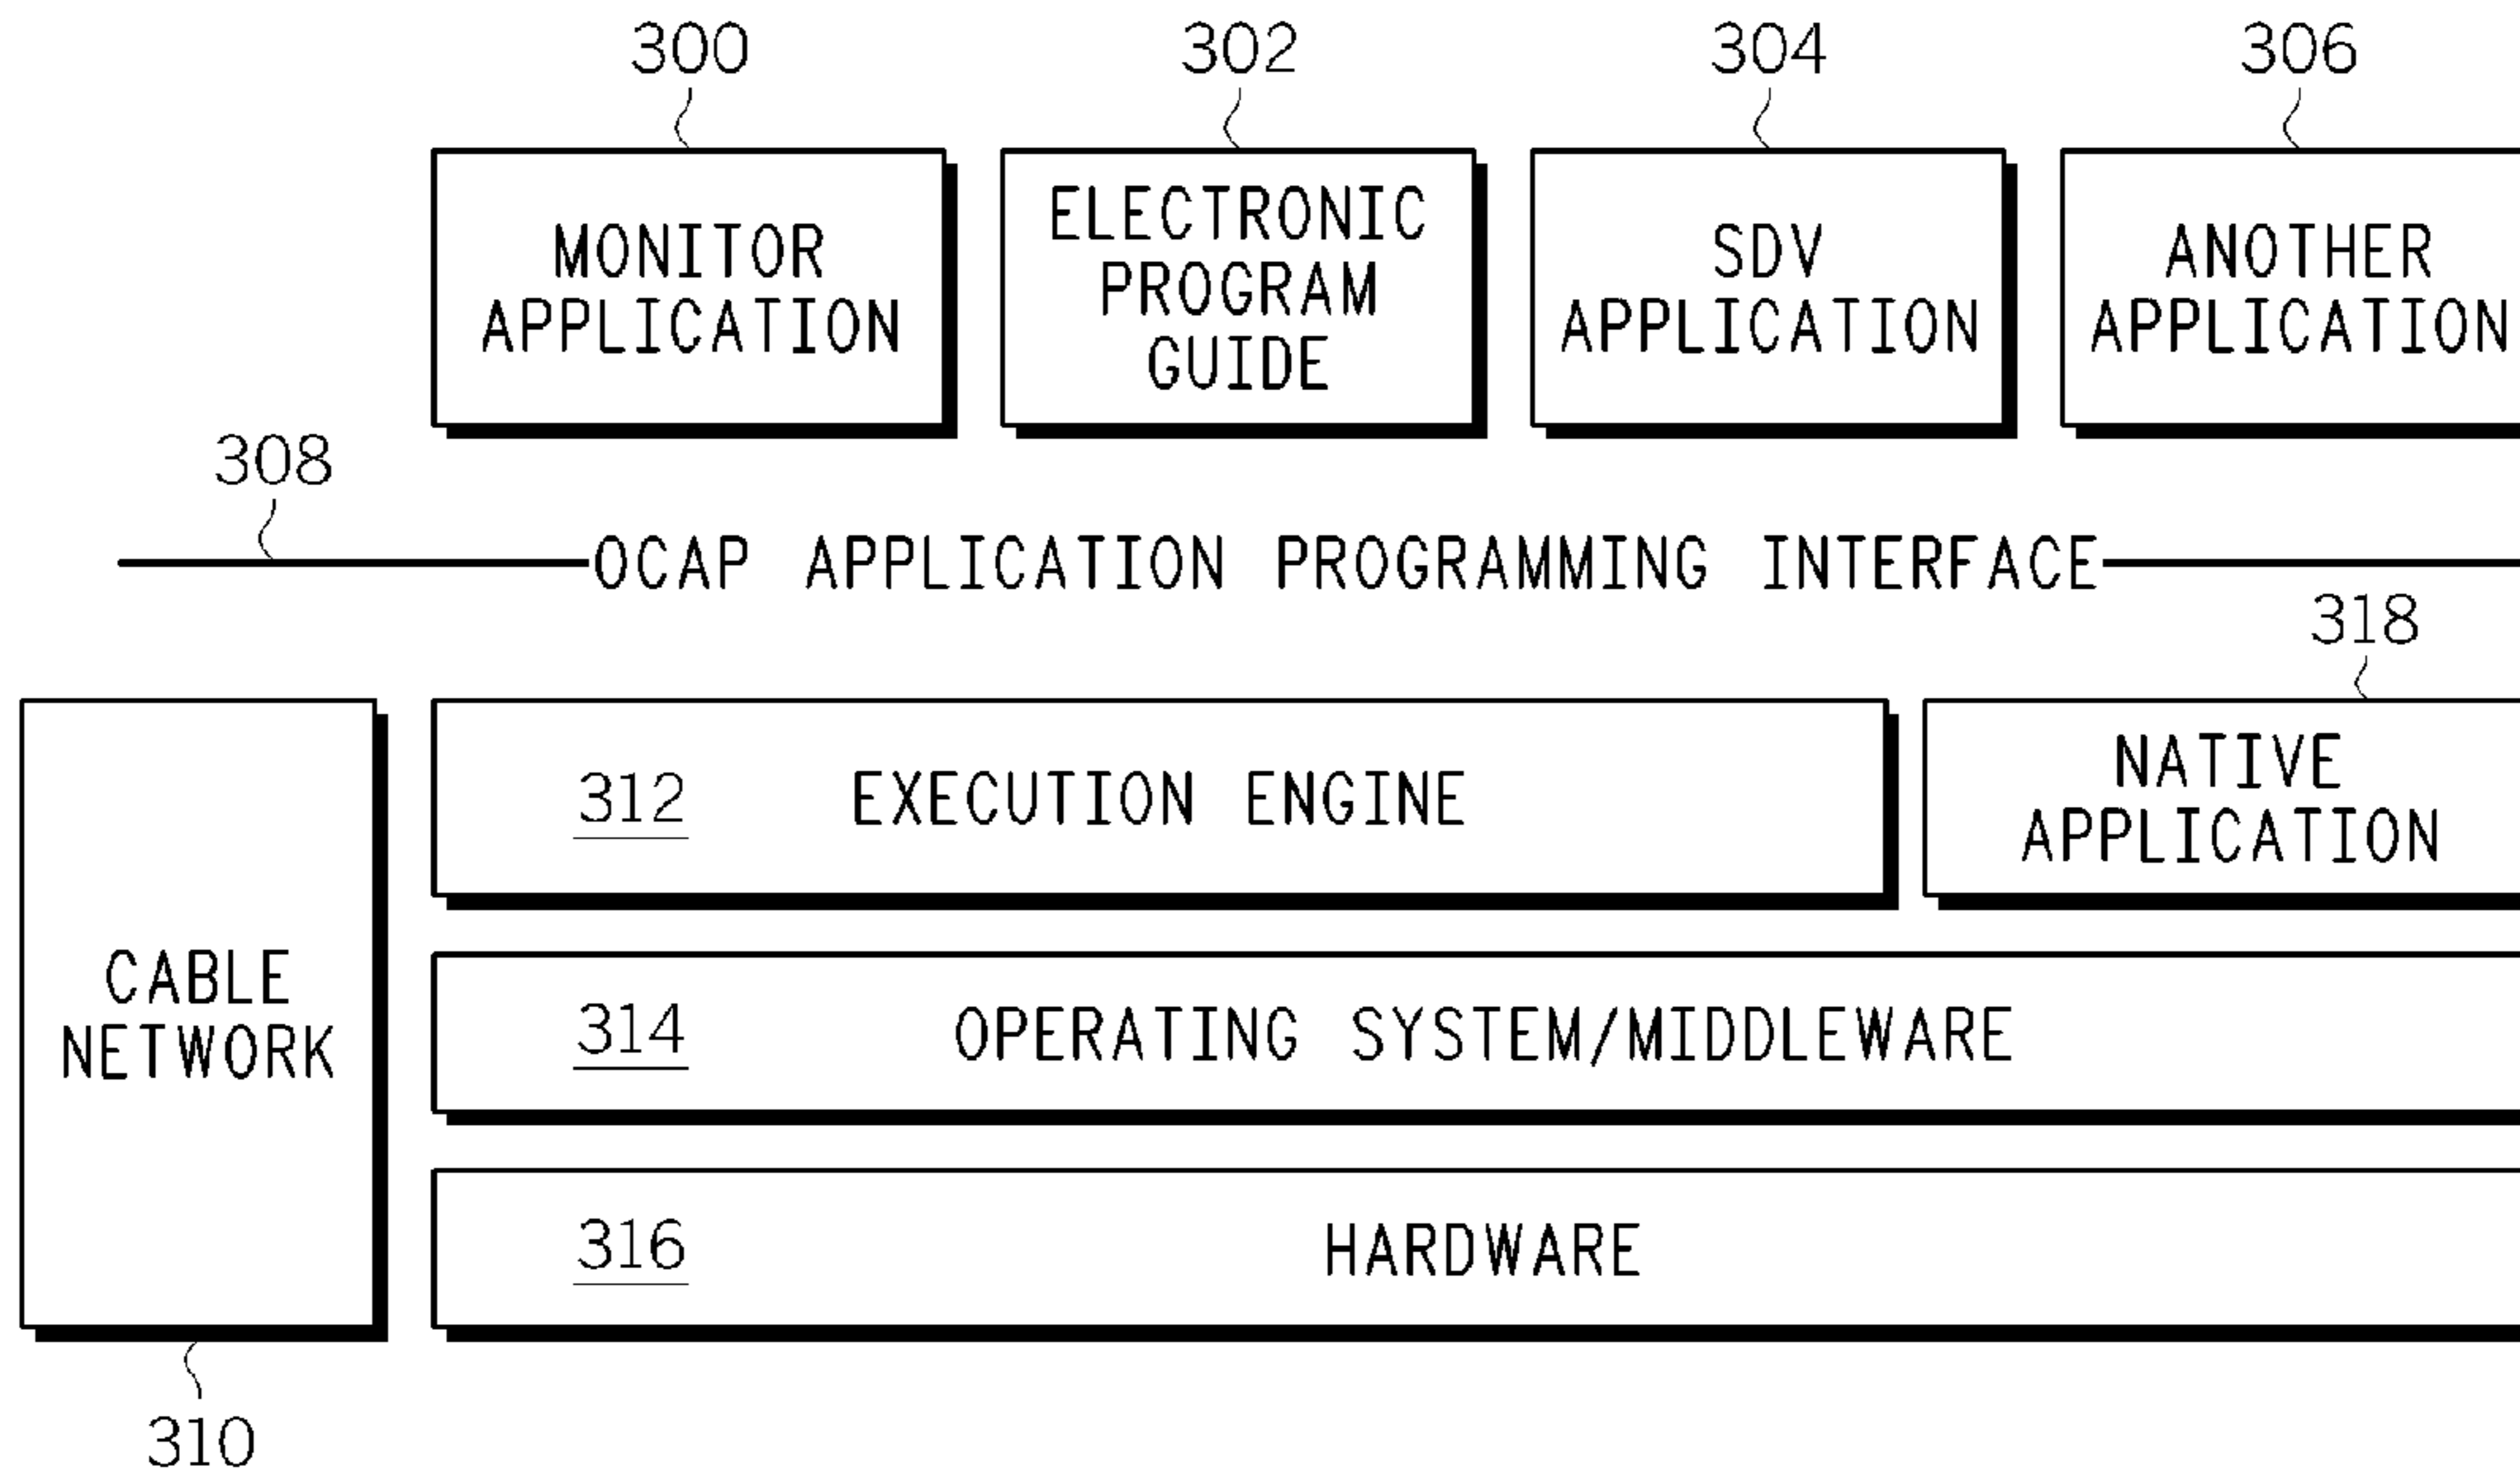 300
302
304
306
MONITOR
APPLICATION
ELECTRONIC
PROGRAM
GUIDE
SDV
APPLICATION
ANOTHER
APPLICATION
308
OCAP APPLICATION PROGRAMMING INTERFACE
318
312 EXECUTION ENGINE
NATIVE
APPLICATION
CABLE
NETWORK
314 OPERATING SYSTEM/MIDDLEWARE
316 HARDWARE
310